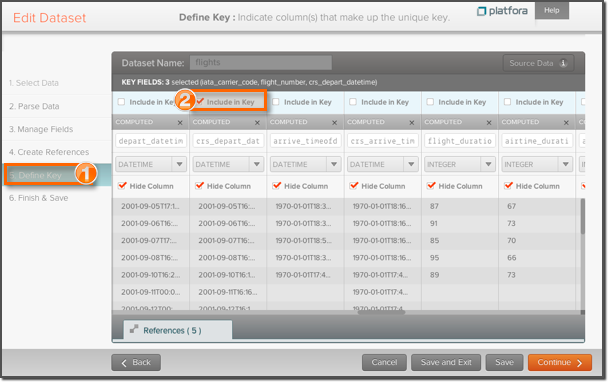 Edit Dataset
Define Key : Indicate column(s) that make up the unique key.
platfora
Help
Dataset Name: flights
Source Data
KEY FIELDS: 3 selected (iata_carrier_code, flight_number, crs_depart_datetime)
1. Select Data
2. Parse Data
3. Manage Fields
4. Create References
5. Define Key
1
6. Finish & Save
2
Include in Key Include in Key Include in Key Include in Key Include in Key Include in Key
COMPUTED COMPUTED COMPUTED COMPUTED COMPUTED COMPUTED
depart_datetim crs_depart_dat arrive_timeofd crs_arrive_tim flight_duratio airtime_durati
DATETIME DATETIME DATETIME DATETIME INTEGER INTEGER
Hide Column Hide Column Hide Column Hide Column Hide Column Hide Column
2001-09-05T17:1... 2001-09-05T16:... 1970-01-01T18:3... 1970-01-01T18:16... 87 67
2001-09-06T16:... 2001-09-06T16:... 1970-01-01T18:3... 1970-01-01T18:16... 91 73
2001-09-07T17:... 2001-09-07T16:... 1970-01-01T18:5... 1970-01-01T18:16... 85 70
2001-09-08T16:... 2001-09-08T16:... 1970-01-01T18:3... 1970-01-01T18:16... 95 66
2001-09-10T16:2... 2001-09-10T16:1... 1970-01-01T17:4... 1970-01-01T17:4... 89 73
2001-09-11T00:0... 2001-09-11T16:16... 1970-01-01T17:4...
References ( 5 )
Back
Cancel
Save and Exit
Save
Continue